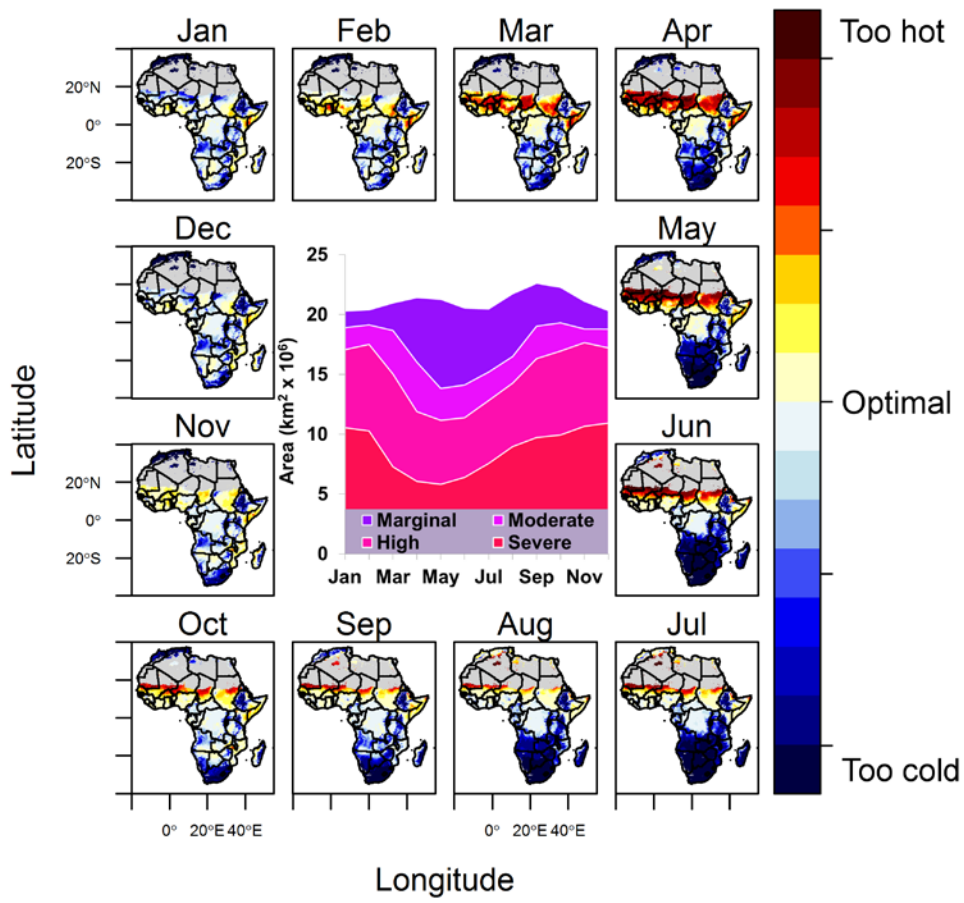 Jan Feb Mar Apr
Too hot
20°N
0°
20°S
Dec
May
25
20
15
10
5
0
Area (km² x 10⁶)
Marginal Moderate
High Severe
Jan Mar May Jul Sep Nov
Optimal
Latitude
Nov
Jun
20°N
0°
20°S
Oct Sep Aug Jul
Too cold
0° 20°E 40°E
0° 20°E 40°E
Longitude